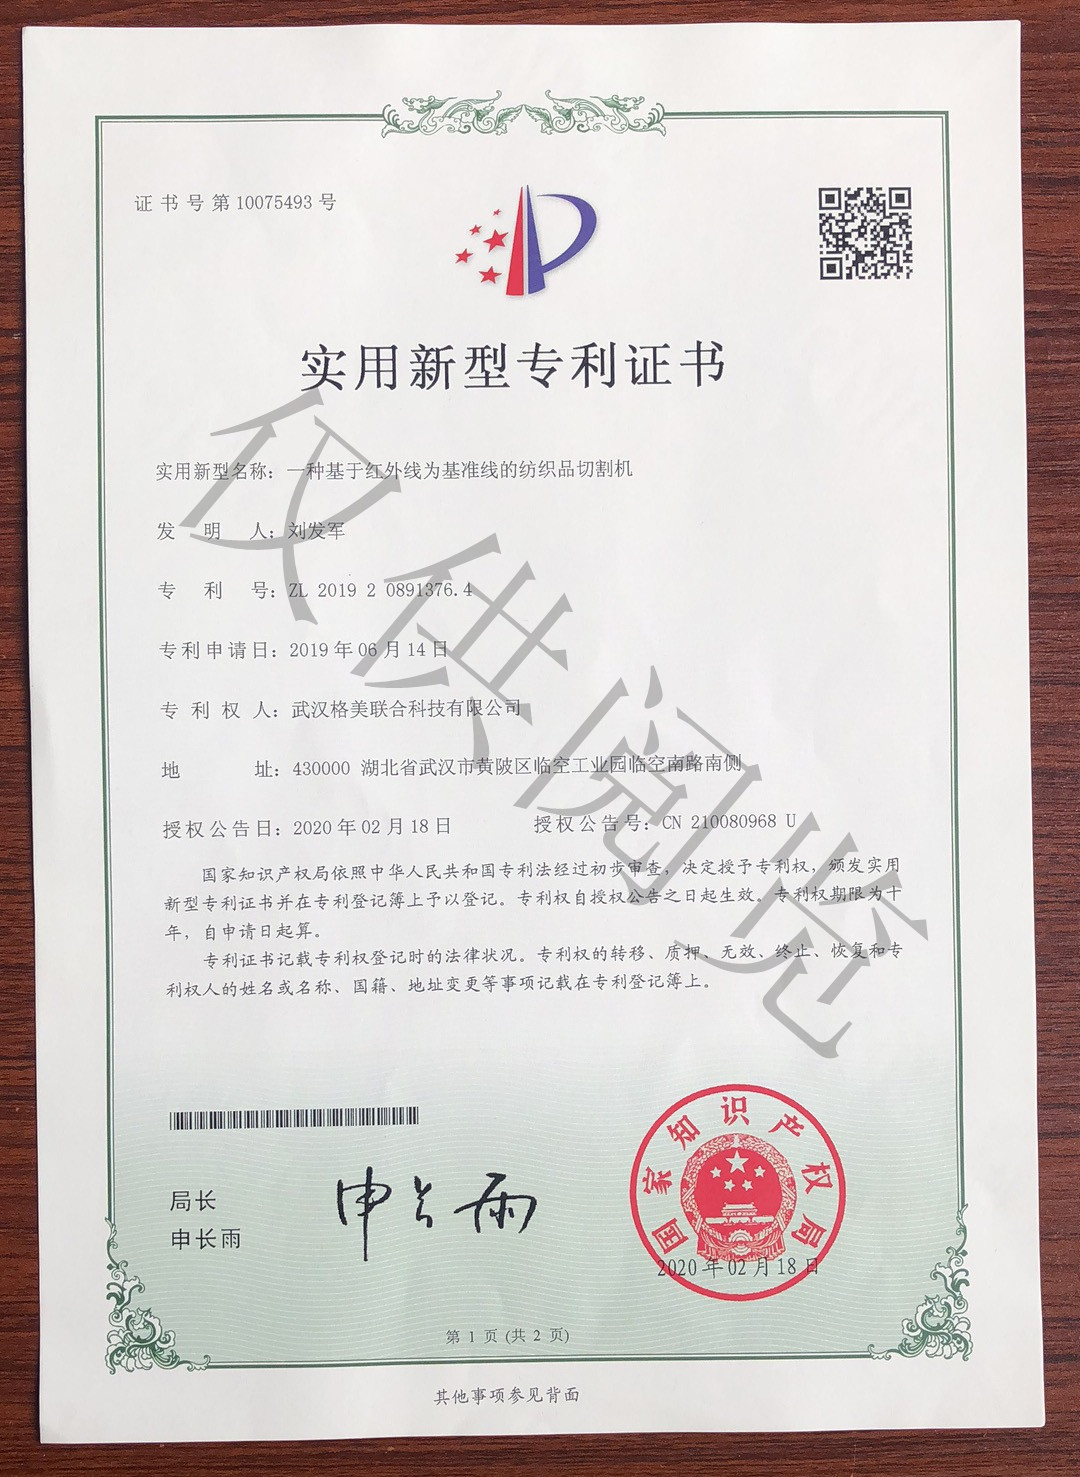 证书号第10075493号
实用新型专利证书
实用新型名称：一种基于红外线为基准线的纺织品切割机
发明人：刘发军
专利号：ZL 2019 2 0891376.4
专利申请日：2019年06月14日
专利权人：武汉格美联合科技有限公司
地址：430000 湖北省武汉市黄陂区临空工业园临空南路南侧
授权公告日：2020年02月18日 授权公告号：CN 210080968 U
国家知识产权局依照中华人民共和国专利法经过初步审查，决定授予专利权，颁发实用
新型专利证书并在专利登记簿上予以登记。专利权自授权公告之日起生效。专利权期限为十
年，自申请日起算。
专利证书记载专利权登记时的法律状况。专利权的转移、质押、无效、终止、恢复和专
利权人的姓名或名称、国籍、地址变更等事项记载在专利登记簿上。
仅供阅览
局长
申长雨
申长雨
国家知识产权局
2020年02月18日
第 1 页 (共 2 页)
其他事项参见背面